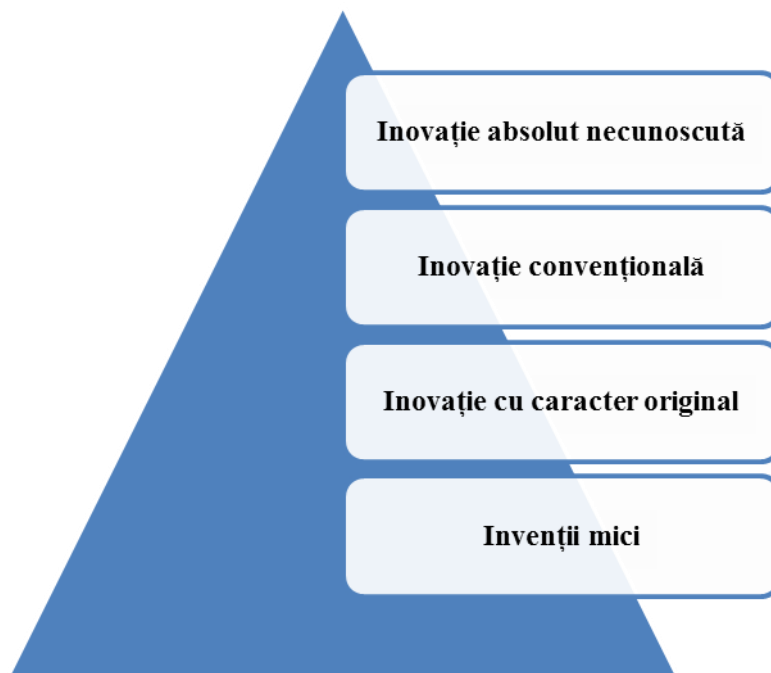 Inovație absolut necunoscută
Inovație convențională
Inovație cu caracter original
Invenții mici